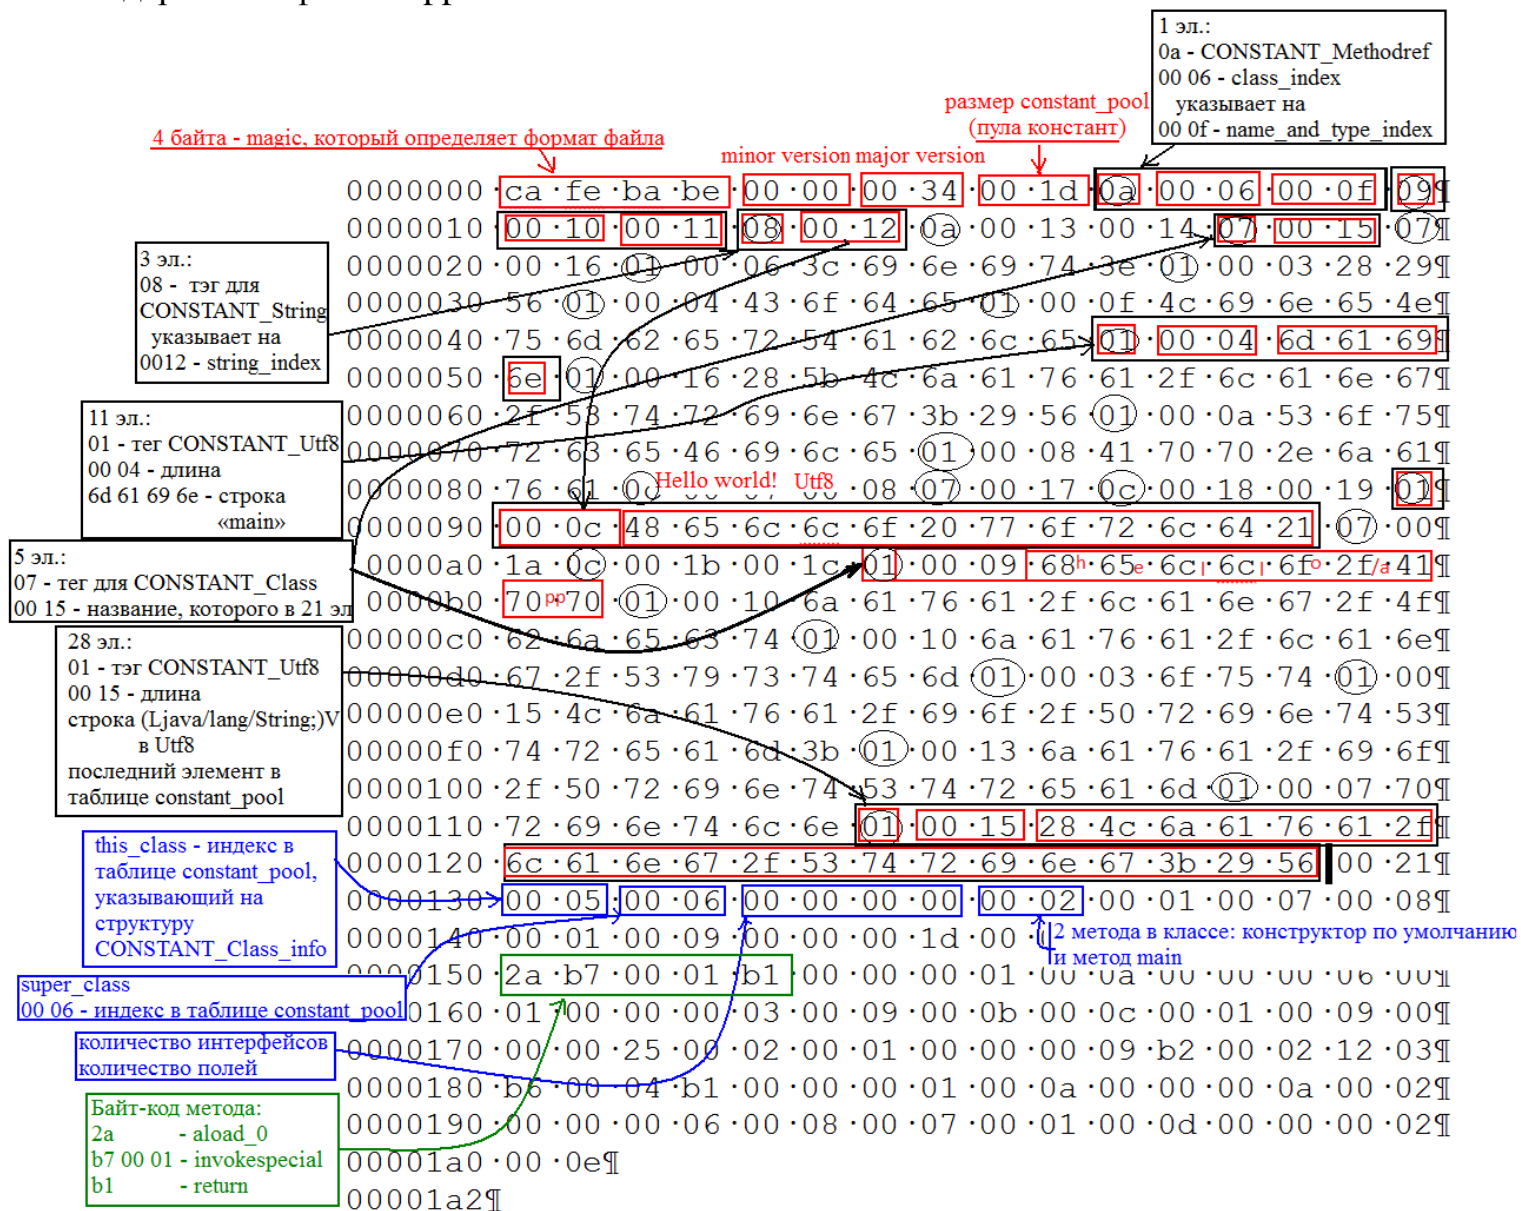 1 эл.:
0a - CONSTANT_Methodref
00 06 - class_index
указывает на
00 0f - name_and_type_index
размер constant_pool
(пула констант)
4 байта - magic, который определяет формат файла
minor version major version
0000000·ca·fe·ba·be·00·00·00·34·00·1d·0a·00·06·00·0f·09¶
0000010·00·10·00·11·08·00·12·0a·00·13·00·14·07·00·15·07¶
0000020·00·16·01·00·06·3c·69·6e·69·74·3e·01·00·03·28·29¶
0000030·56·01·00·04·43·6f·64·65·01·00·0f·4c·69·6e·65·4e¶
0000040·75·6d·62·65·72·54·61·62·6c·65·01·00·04·6d·61·69¶
0000050·6e·01·00·16·28·5b·4c·6a·61·76·61·2f·6c·61·6e·67¶
0000060·2f·53·74·72·69·6e·67·3b·29·56·01·00·0a·53·6f·75¶
0000070·72·63·65·46·69·6c·65·01·00·08·41·70·70·2e·6a·61¶
Hello world! Utf8
0000080·76·61·0c·00·07·00·08·07·00·17·0c·00·18·00·19·01¶
0000090·00·0c·48·65·6c·6c·6f·20·77·6f·72·6c·64·21·07·00¶
00000a0·1a·0c·00·1b·00·1c·01·00·09·68·65·6c·6c·6f·2f·41¶
h e l l o /a
00000b0·70·70·01·00·10·6a·61·76·61·2f·6c·61·6e·67·2f·4f¶
pp
00000c0·62·6a·65·63·74·01·00·10·6a·61·76·61·2f·6c·61·6e¶
00000d0·67·2f·53·79·73·74·65·6d·01·00·03·6f·75·74·01·00¶
00000e0·15·4c·6a·61·76·61·2f·69·6f·2f·50·72·69·6e·74·53¶
00000f0·74·72·65·61·6d·3b·01·00·13·6a·61·76·61·2f·69·6f¶
0000100·2f·50·72·69·6e·74·53·74·72·65·61·6d·01·00·07·70¶
0000110·72·69·6e·74·6c·6e·01·00·15·28·4c·6a·61·76·61·2f¶
0000120·6c·61·6e·67·2f·53·74·72·69·6e·67·3b·29·56·00·21¶
0000130·00·05·00·06·00·00·00·00·00·02·00·01·00·07·00·08¶
0000140·00·01·00·09·00·00·00·1d·00
0000150·2a·b7·00·01·b1·00·00·00·01·00·0a·00·00·00·06·00¶
0000160·01·00·00·00·03·00·09·00·0b·00·0c·00·01·00·09·00¶
0000170·00·00·25·00·02·00·01·00·00·00·09·b2·00·02·12·03¶
0000180·b6·00·04·b1·00·00·00·01·00·0a·00·00·00·0a·00·02¶
0000190·00·00·00·06·00·08·00·07·00·01·00·0d·00·00·00·02¶
00001a0·00·0e¶
00001a2¶
3 эл.:
08 - тэг для
CONSTANT_String
указывает на
0012 - string_index
11 эл.:
01 - тег CONSTANT_Utf8
00 04 - длина
6d 61 69 6e - строка
«main»
5 эл.:
07 - тег для CONSTANT_Class
00 15 - название, которого в 21 эл
28 эл.:
01 - тэг CONSTANT_Utf8
00 15 - длина
строка (Ljava/lang/String;)V
в Utf8
последний элемент в
таблице constant_pool
this_class - индекс в
таблице constant_pool,
указывающий на
структуру
CONSTANT_Class_info
2 метода в классе: конструктор по умолчанию
и метод main
super_class
00 06 - индекс в таблице constant_pool
количество интерфейсов
количество полей
Байт-код метода:
2a - aload_0
b7 00 01 - invokespecial
b1 - return